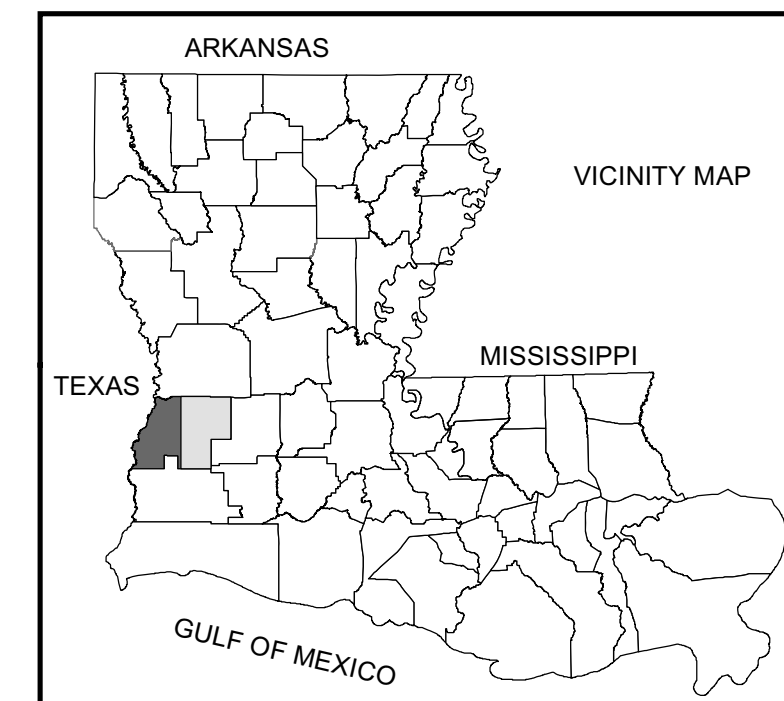 ARKANSAS
VICINITY MAP
MISSISSIPPI
TEXAS
GULF OF MEXICO